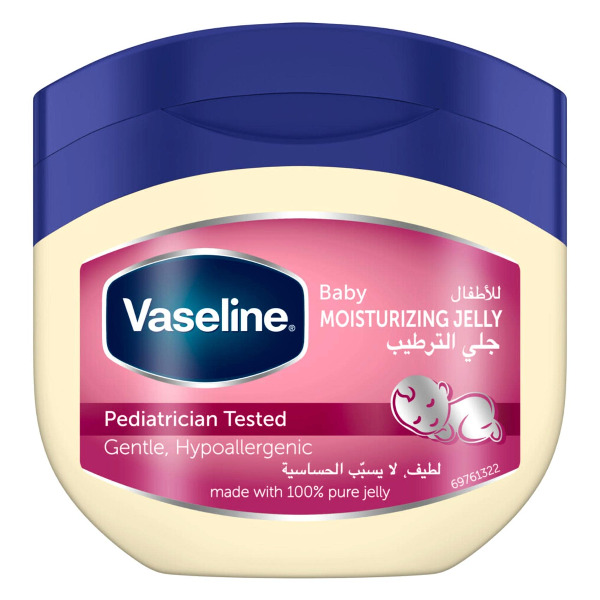 Vaseline®
Baby
للأطفال
MOISTURIZING JELLY
جلي الترطيب
Pediatrician Tested
Gentle, Hypoallergenic
لطيف، لا يسبّب الحساسية
made with 100% pure jelly
69761322